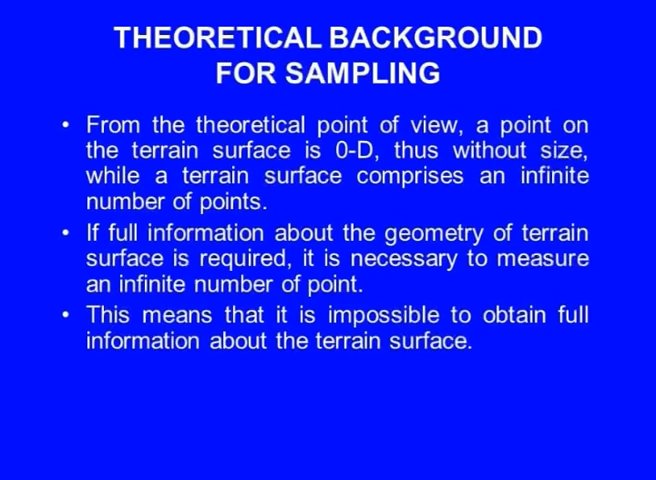 THEORETICAL BACKGROUND
FOR SAMPLING
• From the theoretical point of view, a point on
the terrain surface is 0-D, thus without size,
while a terrain surface comprises an infinite
number of points.
• If full information about the geometry of terrain
surface is required, it is necessary to measure
an infinite number of point.
• This means that it is impossible to obtain full
information about the terrain surface.